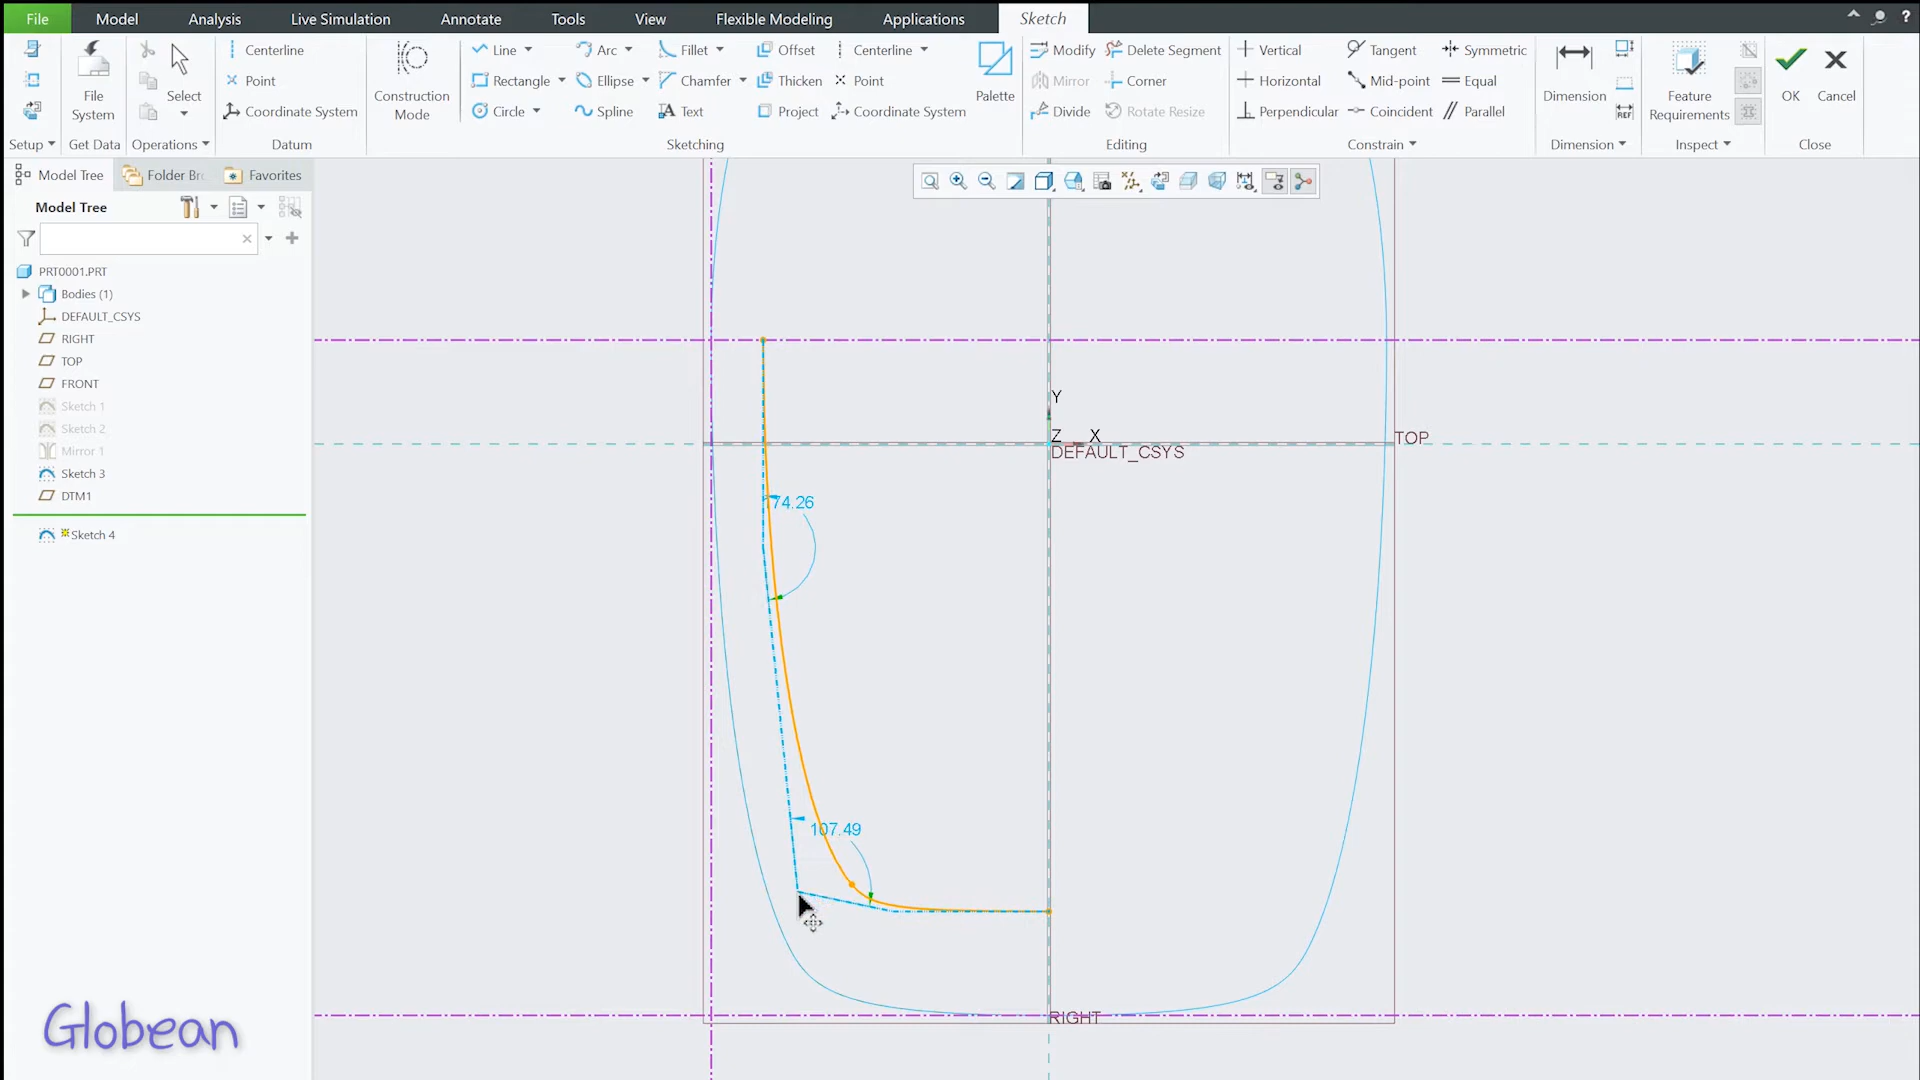 File Model Analysis Live Simulation Annotate Tools View Flexible Modeling Applications Sketch ?
Centerline Line Arc Fillet Offset Centerline Modify Delete Segment Vertical Tangent Symmetric
Point Rectangle Ellipse Chamfer Thicken Point Mirror Corner Horizontal Mid-point Equal
File System Select Construction Mode Palette Dimension Feature Requirements OK Cancel
Coordinate System Circle Spline Text Project Coordinate System Divide Rotate Resize Perpendicular Coincident Parallel REF
Setup Get Data Operations Datum Sketching Editing Constrain Dimension Inspect Close
Model Tree Folder Br Favorites
Model Tree
PRT0001.PRT
Bodies (1)
DEFAULT_CSYS
RIGHT
TOP
FRONT
Sketch 1
Sketch 2
Mirror 1
Sketch 3
DTM1
Sketch 4
Y
Z X
TOP
DEFAULT_CSYS
174.26
107.49
RIGHT
Globean